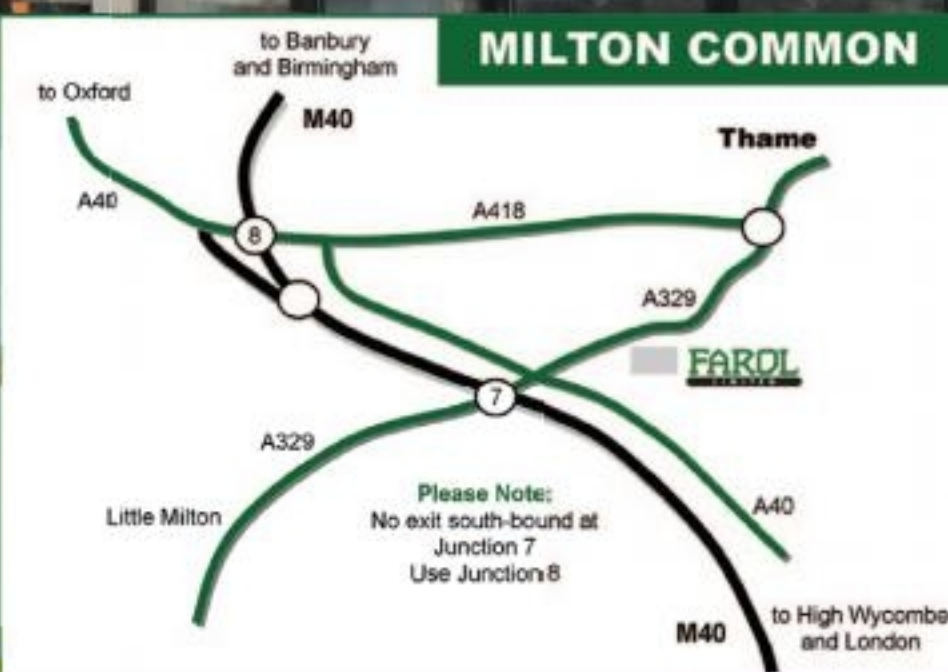 MILTON COMMON
to Banbury
and Birmingham
to Oxford
M40
Thame
A40
A418
8
A329
FAROL
LIMITED
7
A329
Please Note:
No exit south-bound at
Junction 7
Use Junction 8
Little Milton
A40
M40
to High Wycombe
and London